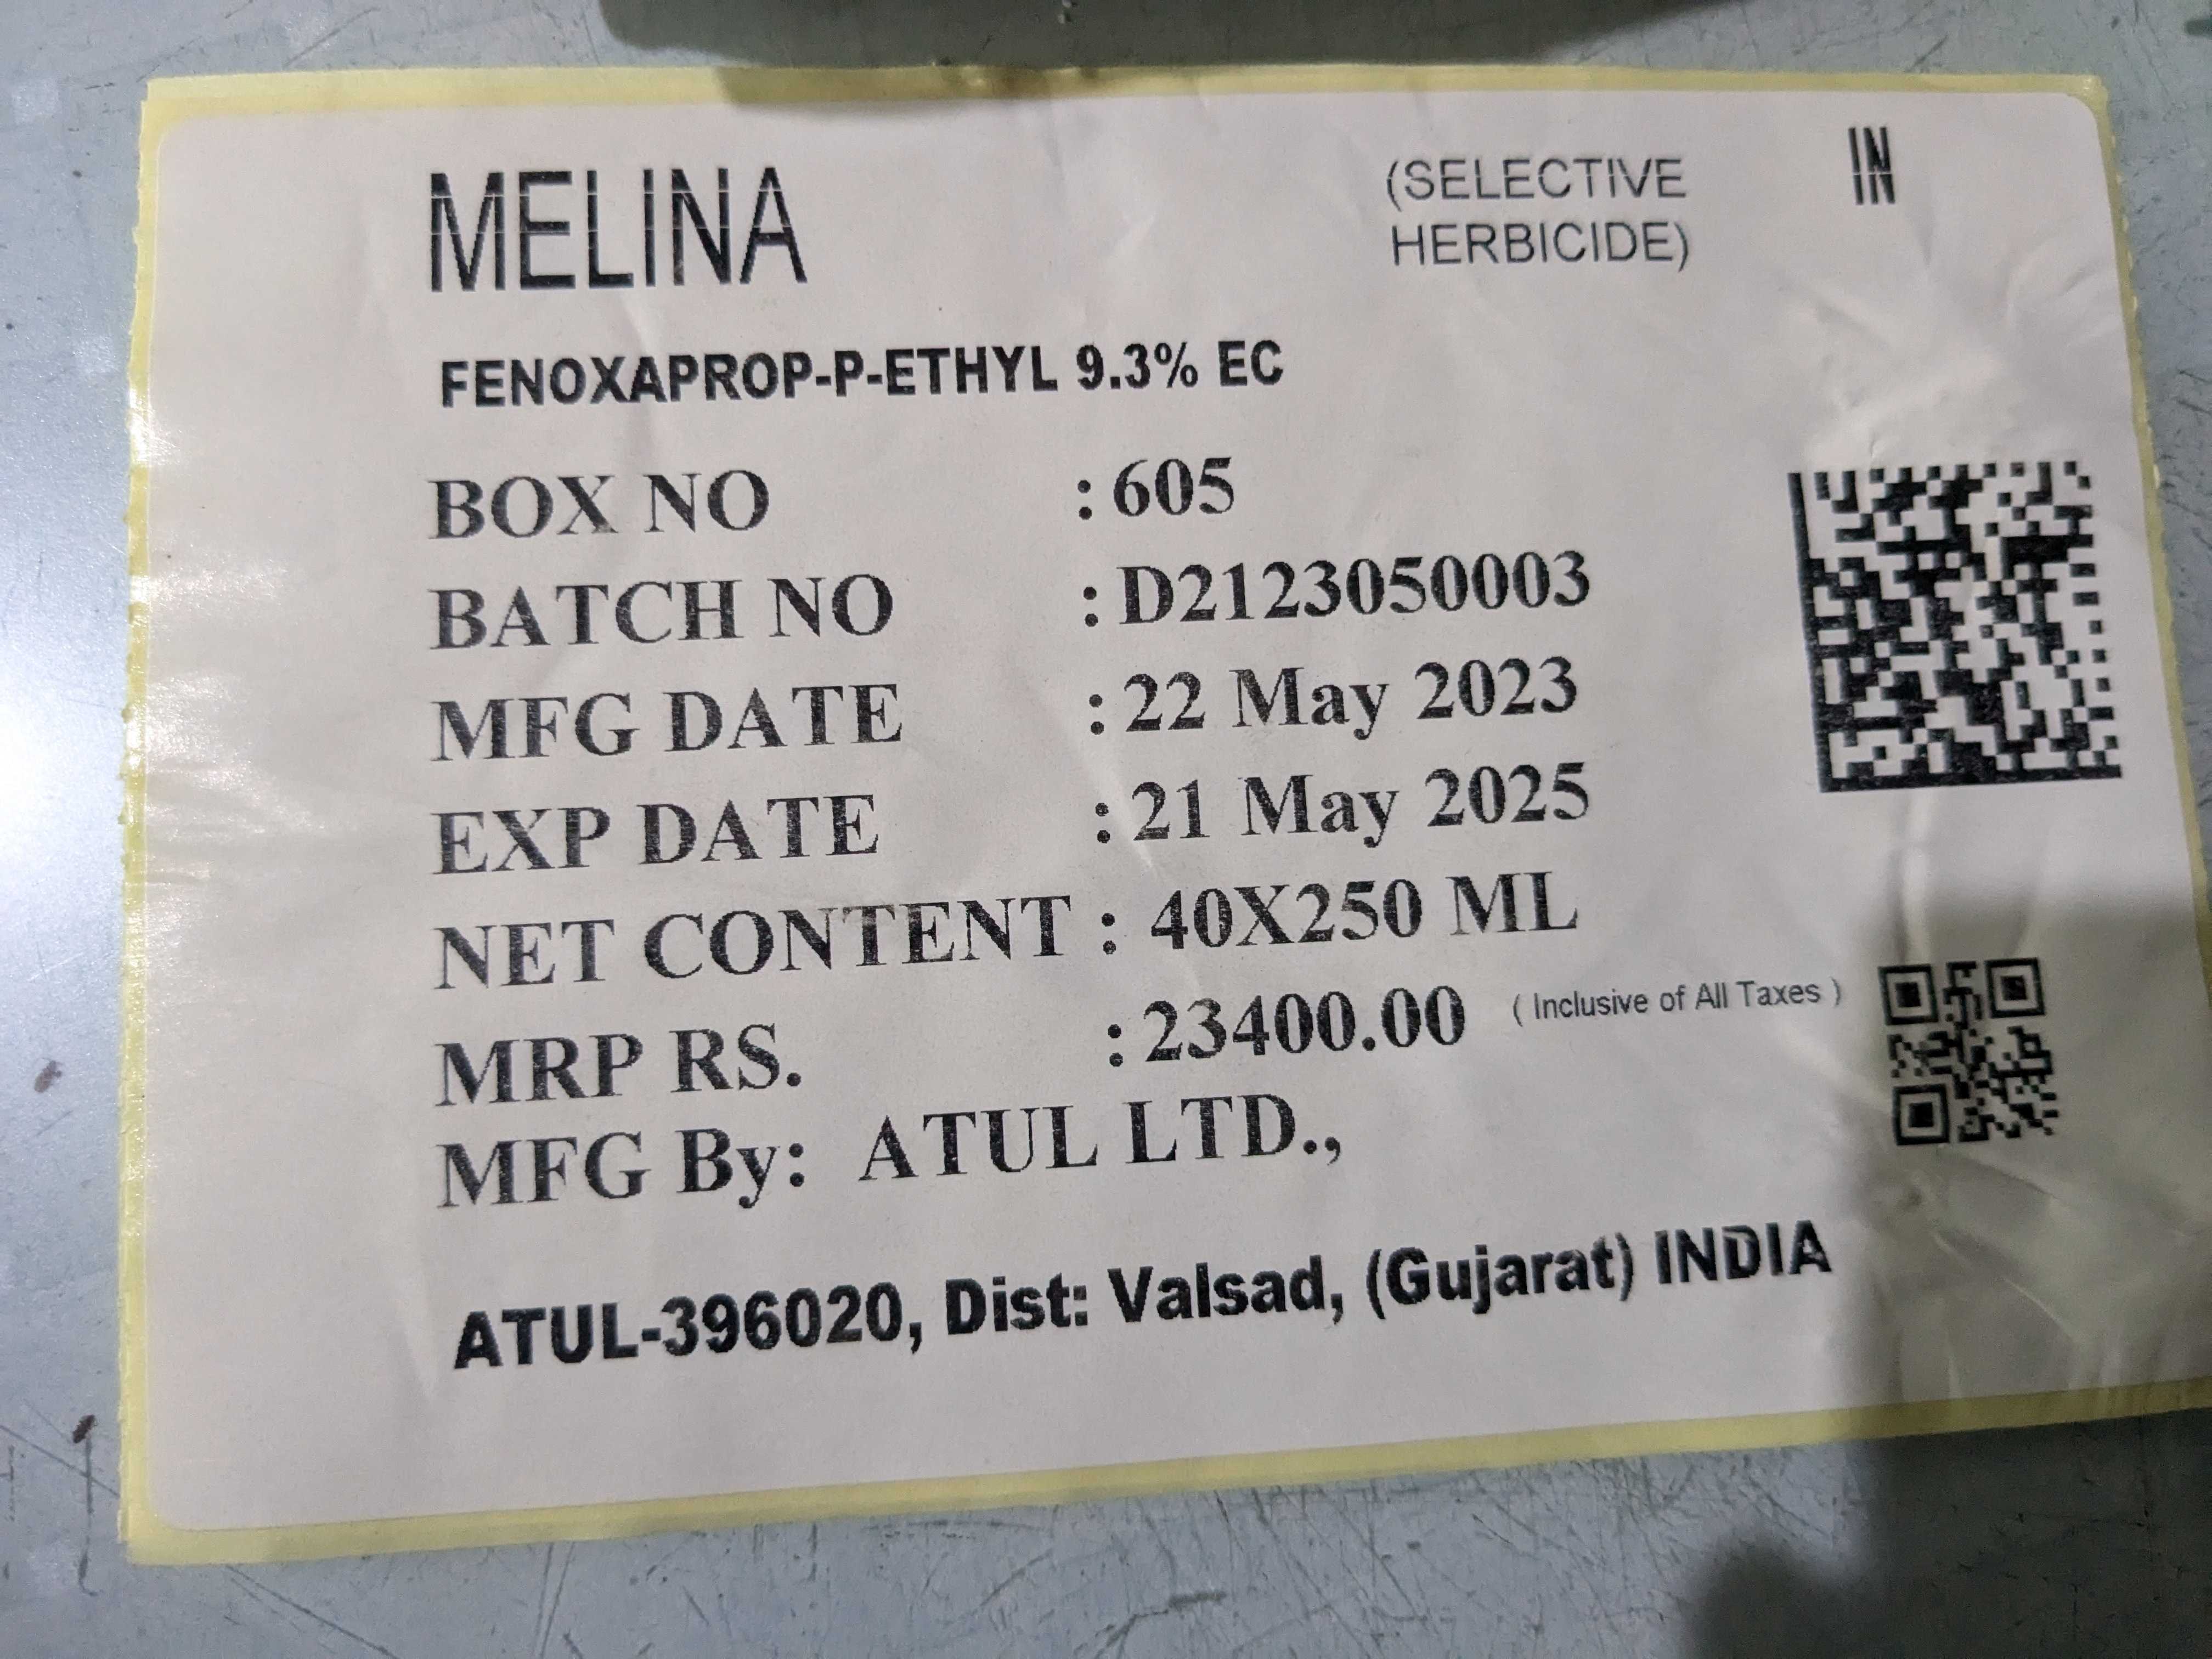 MELINA
(SELECTIVE
HERBICIDE)
IN
FENOXAPROP-P-ETHYL 9.3% EC
BOX NO : 605
BATCH NO : D2123050003
MFG DATE : 22 May 2023
EXP DATE : 21 May 2025
NET CONTENT : 40X250 ML
MRP RS. : 23400.00 ( Inclusive of All Taxes )
MFG By: ATUL LTD.,
ATUL-396020, Dist: Valsad, (Gujarat) INDIA